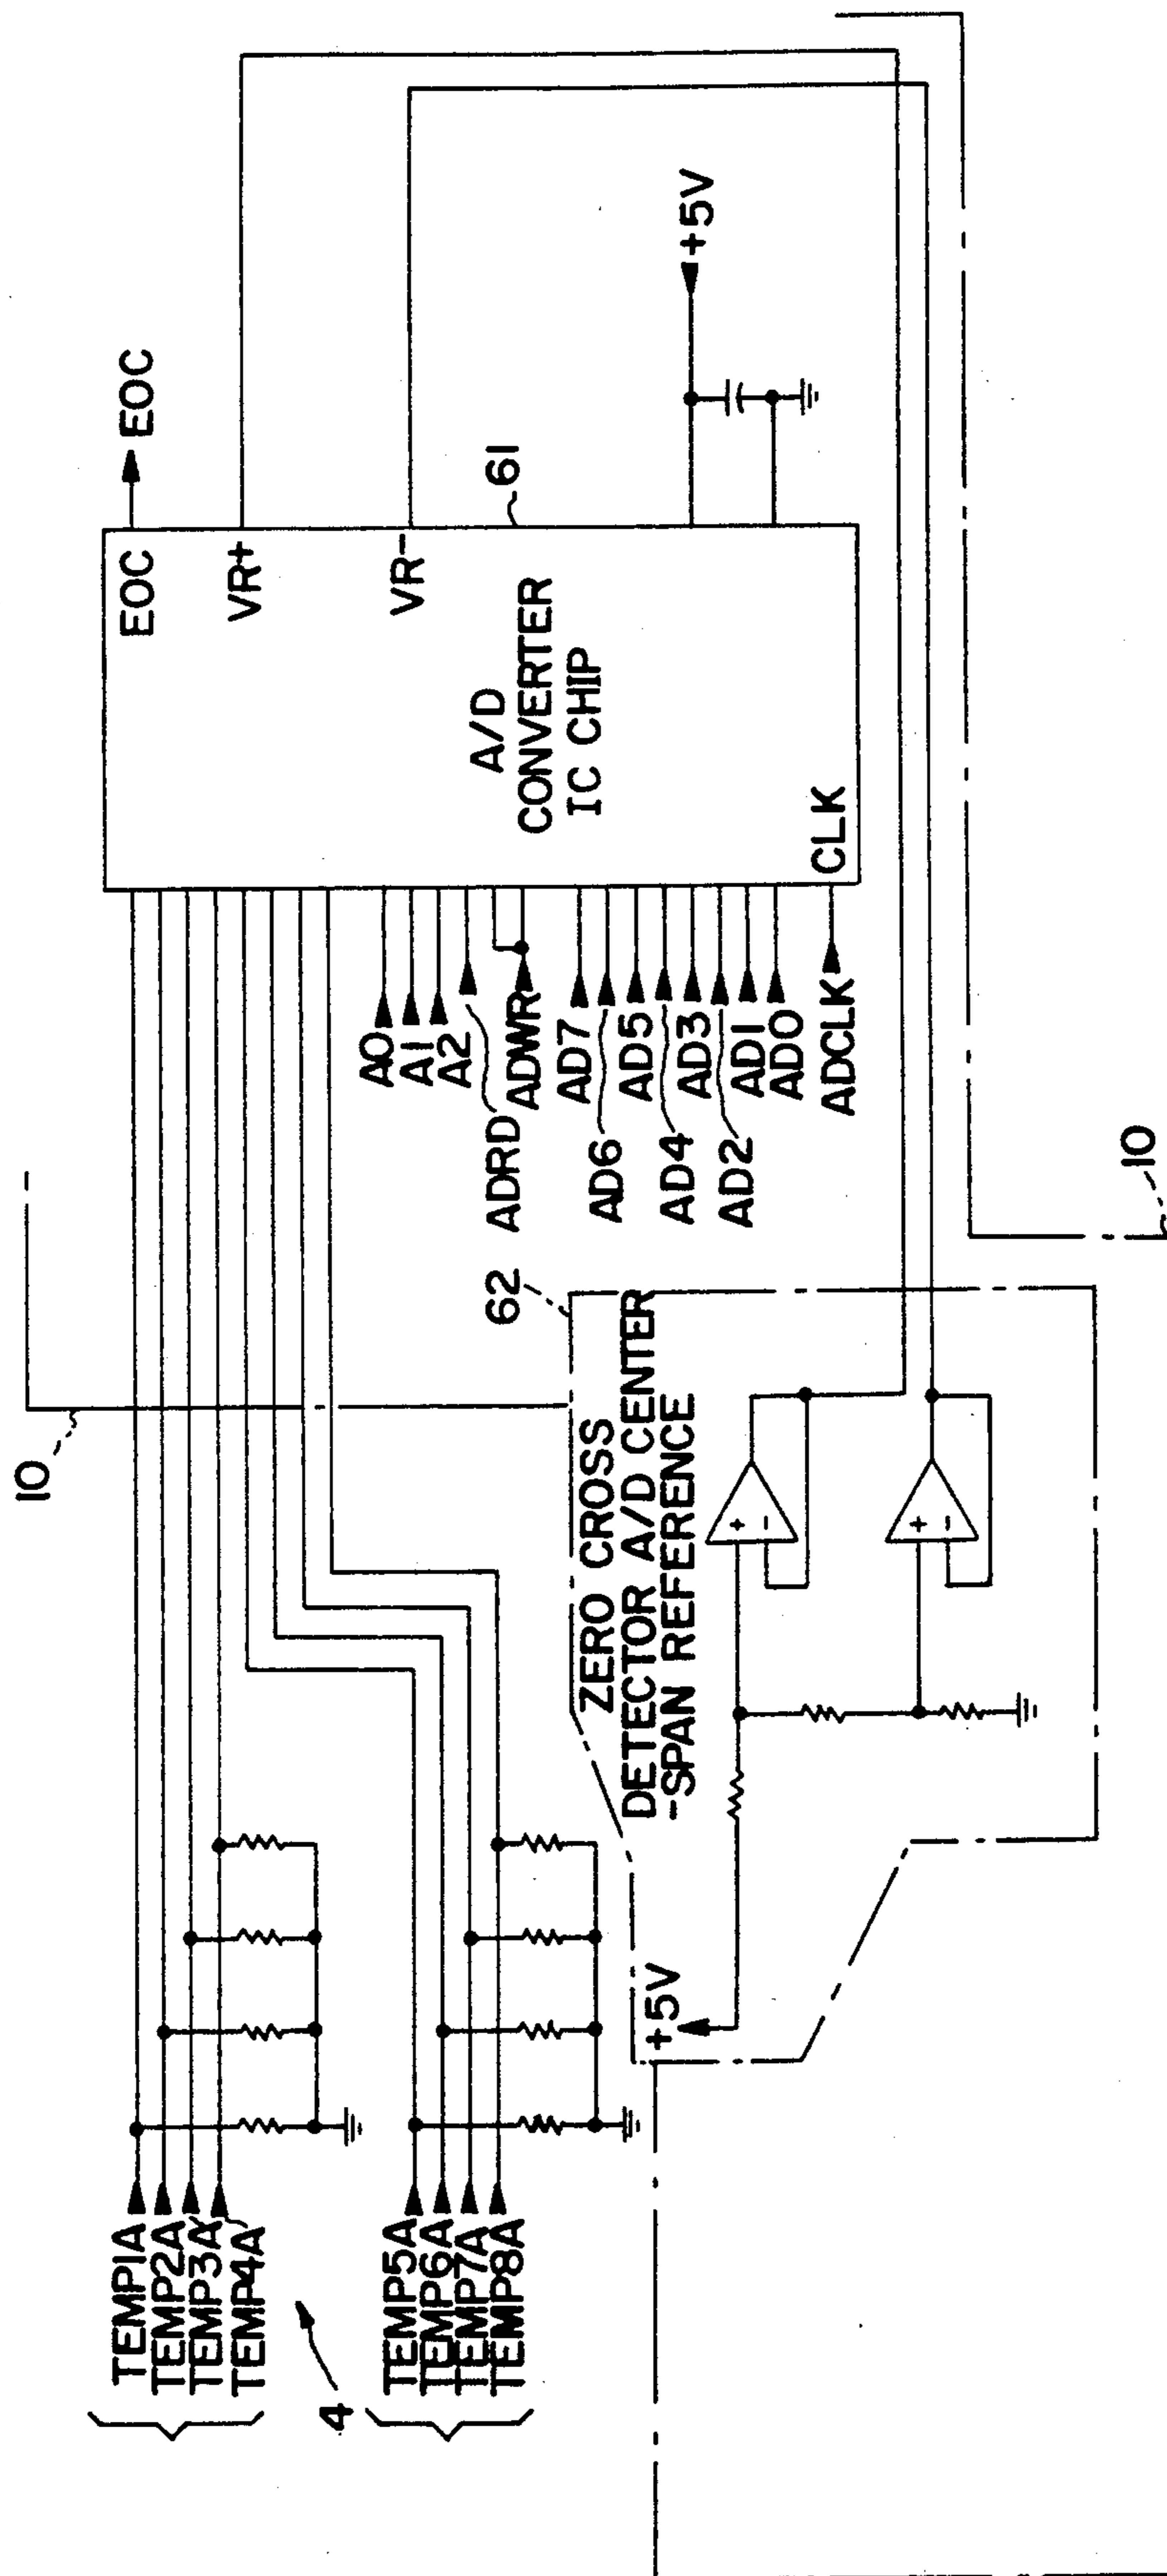 10
TEMP1A
TEMP2A
TEMP3A
TEMP4A
4
TEMP5A
TEMP6A
TEMP7A
TEMP8A
EOC
EOC
VR+
VR-
61
A/D
CONVERTER
IC CHIP
+5V
A0
A1
A2
ADRD
ADWR
AD7
AD6
AD5
AD4
AD3
AD2
AD1
AD0
ADCLK
CLK
62
ZERO CROSS
DETECTOR A/D CENTER
-SPAN REFERENCE
+5V
+
-
+
-
10